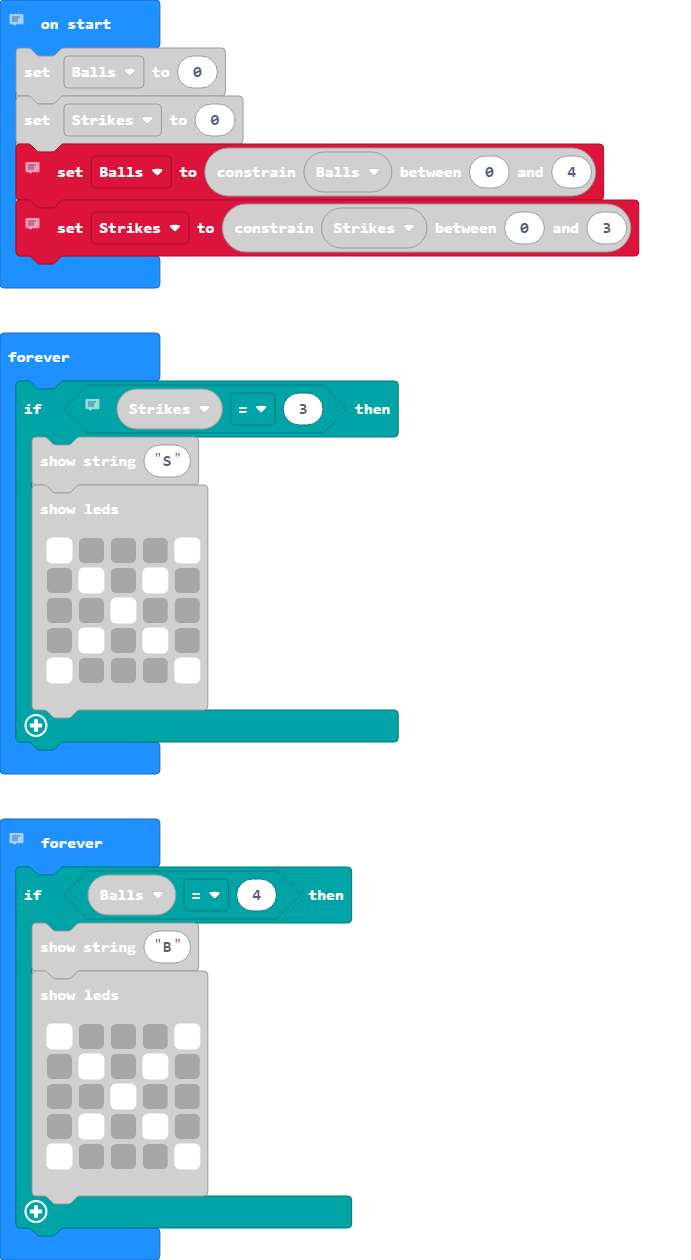 on start
set Balls to 0
set Strikes to 0
set Balls to constrain Balls between 0 and 4
set Strikes to constrain Strikes between 0 and 3
forever
if Strikes = 3 then
show string "S"
show leds
forever
if Balls = 4 then
show string "B"
show leds